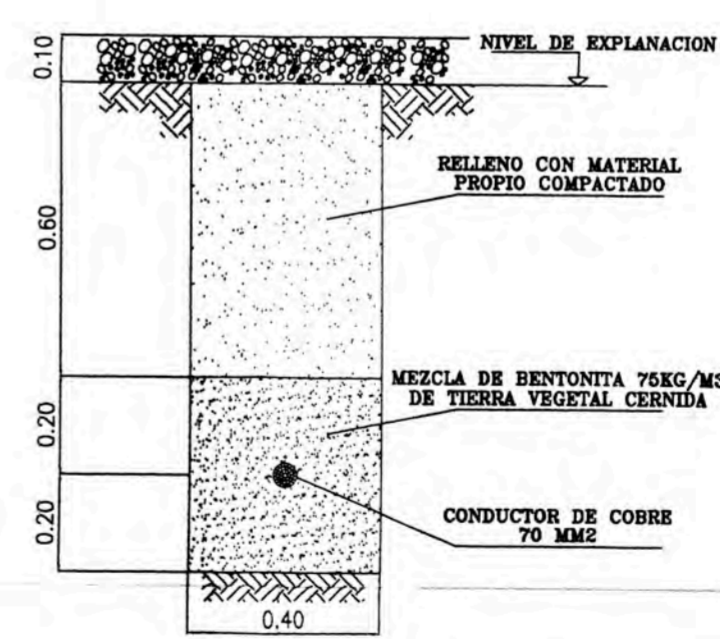 0.10
NIVEL DE EXPLANACION
RELLENO CON MATERIAL
PROPIO COMPACTADO
0.60
MEZCLA DE BENTONITA 75KG/M3
DE TIERRA VEGETAL CERNIDA
0.20
0.20
CONDUCTOR DE COBRE
70 MM2
0.40